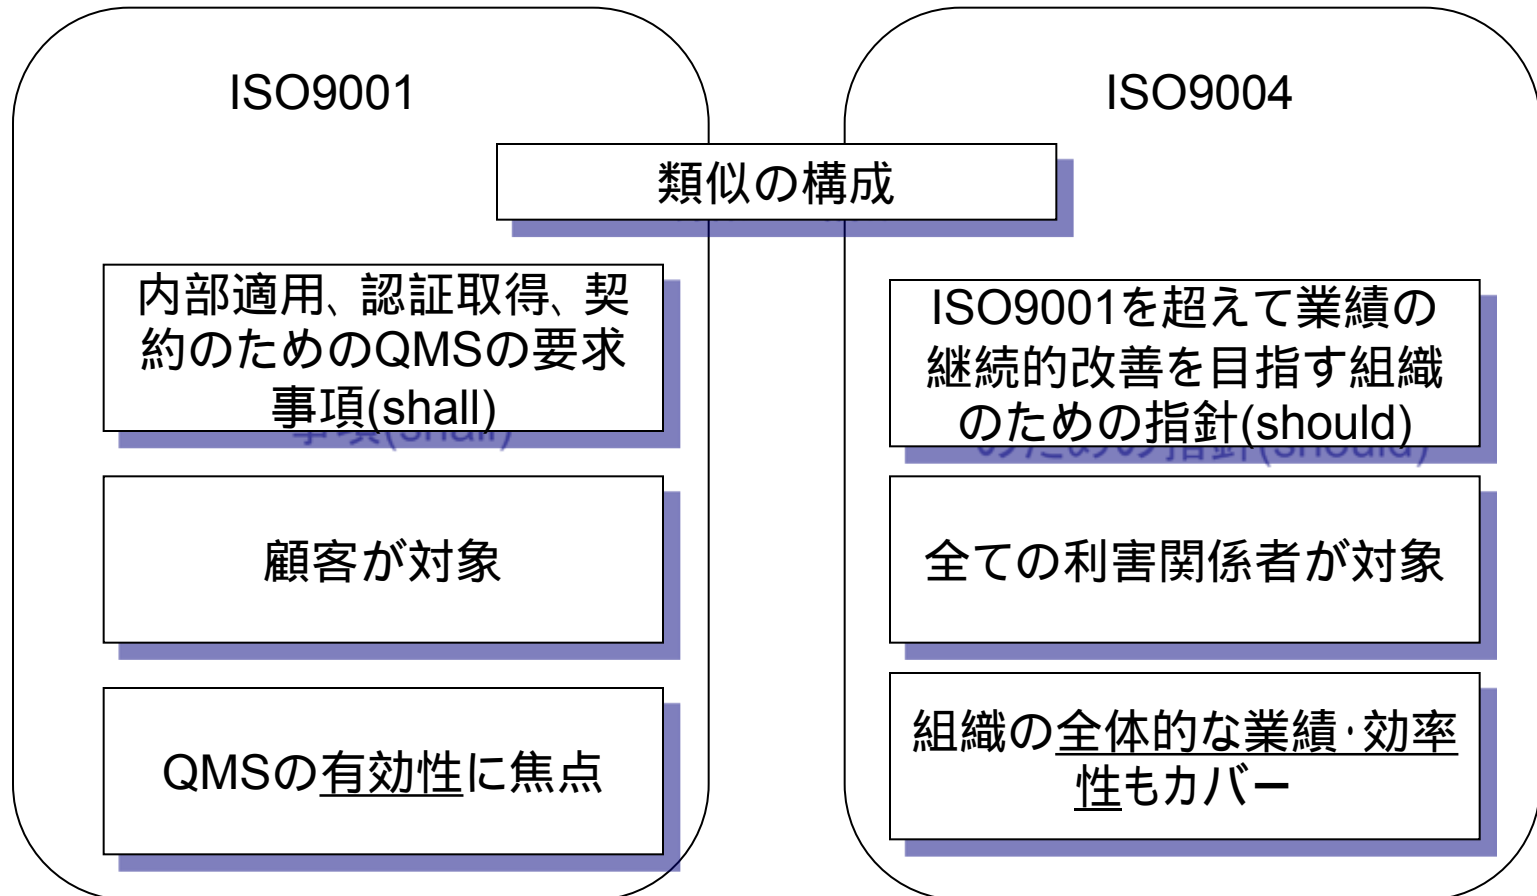 ISO9001
ISO9004
類似の構成
内部適用、認証取得、契
約のためのQMSの要求
事項(shall)
ISO9001を超えて業績の
継続的改善を目指す組織
のための指針(should)
顧客が対象
全ての利害関係者が対象
QMSの有効性に焦点
組織の全体的な業績・効率
性もカバー